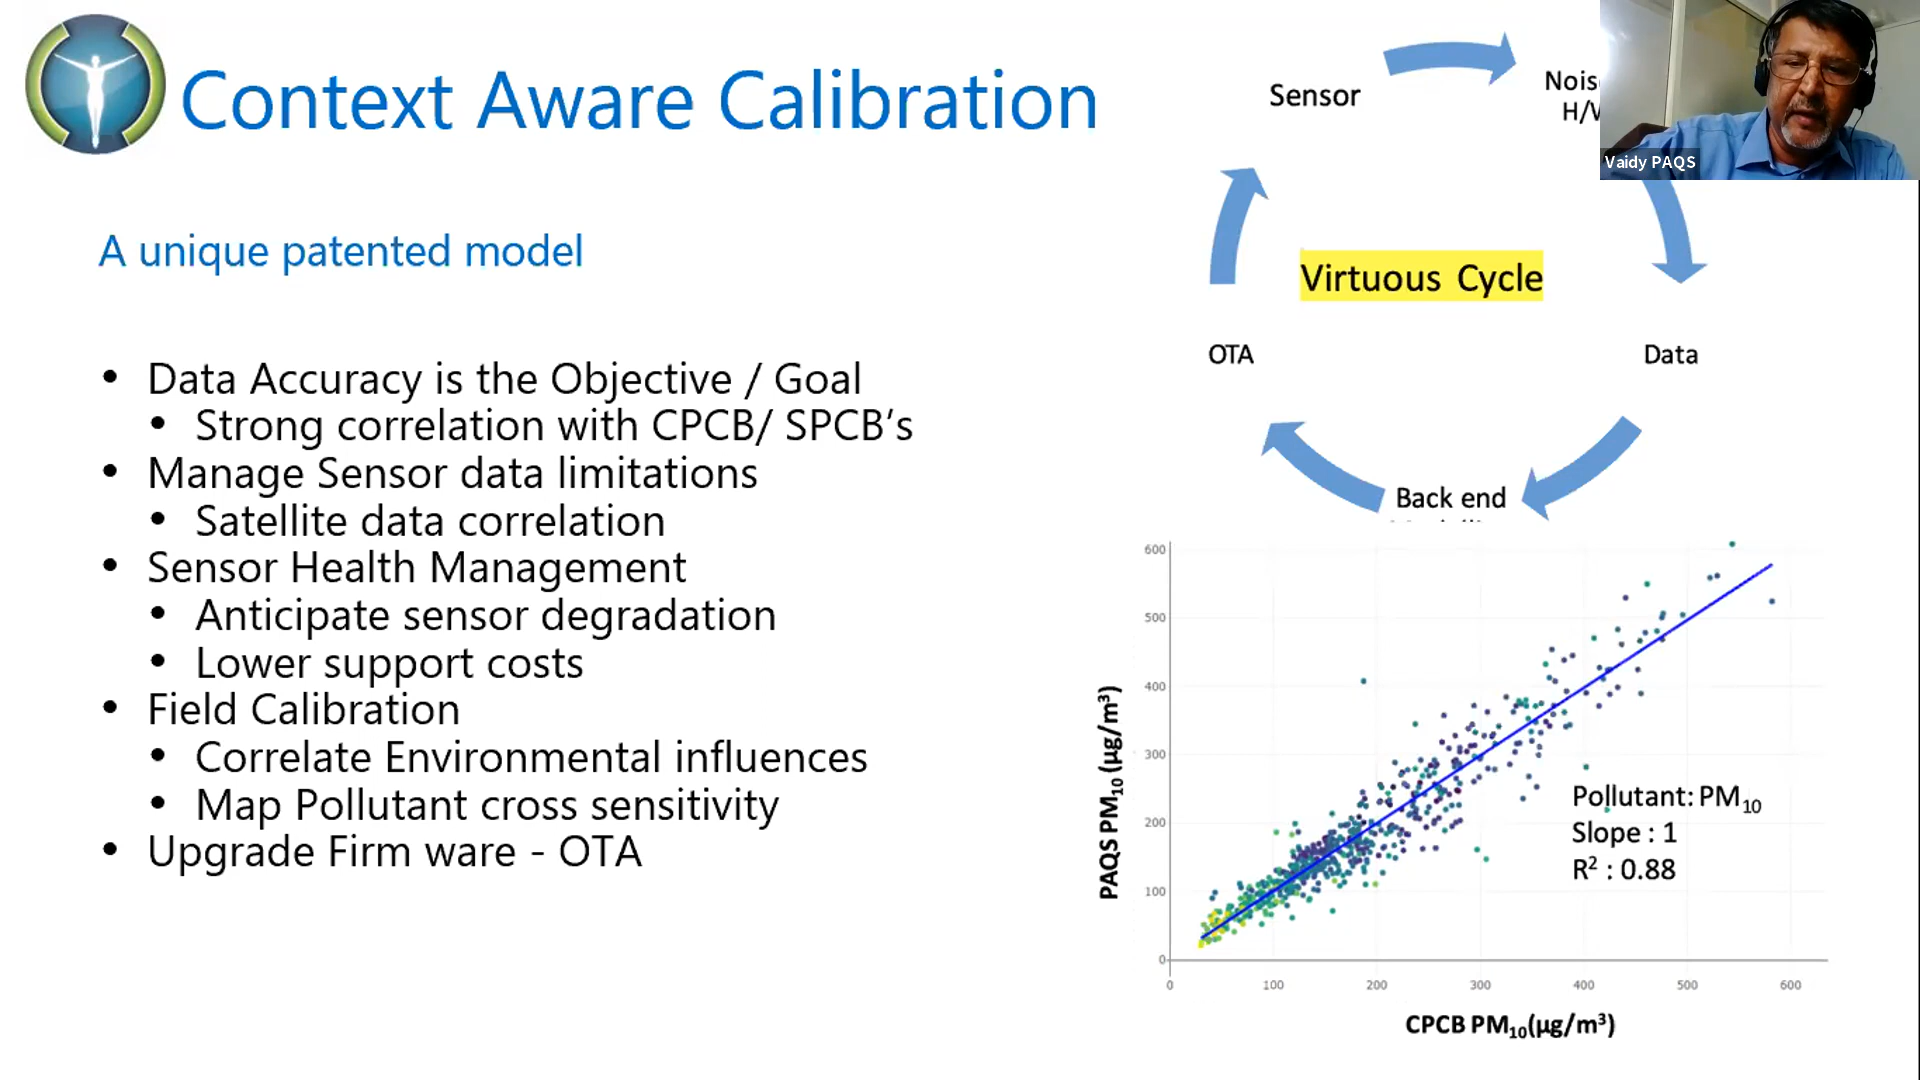 Context Aware Calibration
A unique patented model
• Data Accuracy is the Objective / Goal
• Strong correlation with CPCB/ SPCB’s
• Manage Sensor data limitations
• Satellite data correlation
• Sensor Health Management
• Anticipate sensor degradation
• Lower support costs
• Field Calibration
• Correlate Environmental influences
• Map Pollutant cross sensitivity
• Upgrade Firm ware - OTA
Sensor
Vaidy PAQS
Virtuous Cycle
OTA
Data
Back end
600
500
400
300
200
100
0
PAQS PM10 (µg/m³)
Pollutant: PM10
Slope : 1
R² : 0.88
0 100 200 300 400 500 600
CPCB PM10(µg/m³)